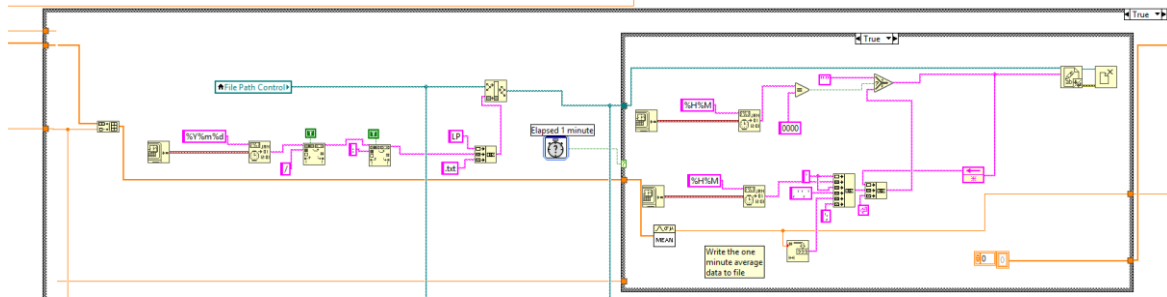 True
True
File Path Control
%H%M
%Y%m%d
Elapsed 1 minute
LP
0000
/
.txt
%H%M
MEAN
Write the one
minute average
data to file
0
0